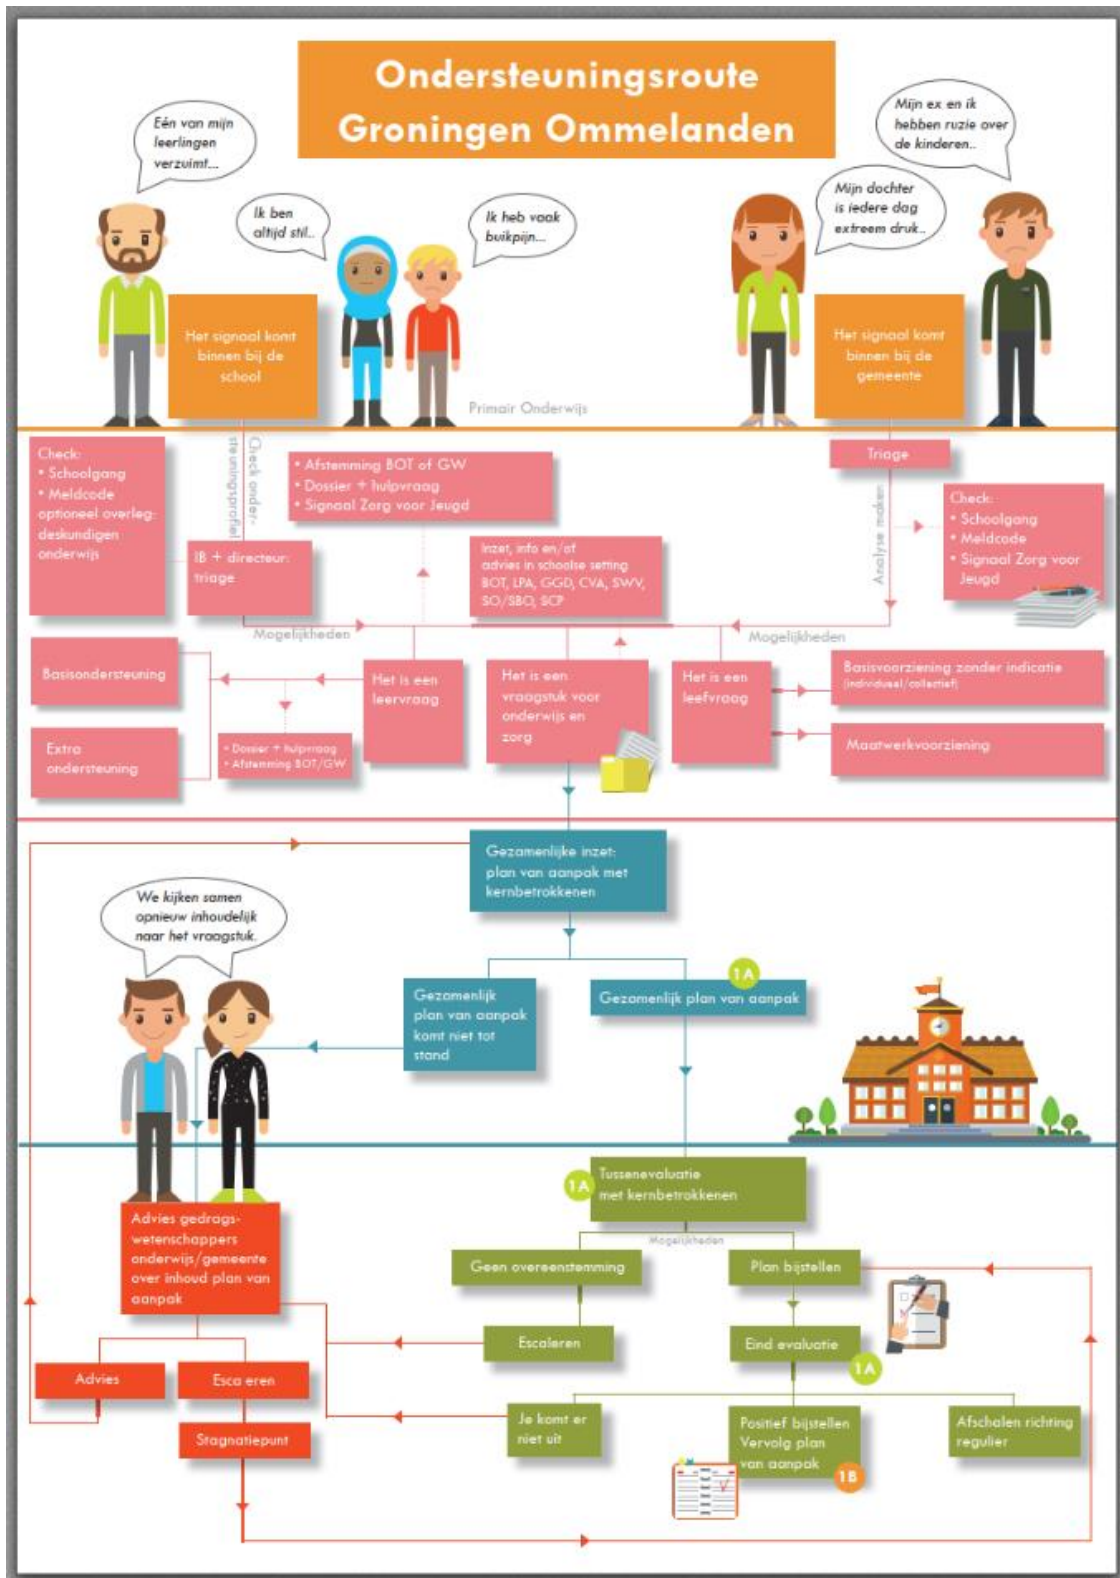 Ondersteuningsroute
Groningen Ommelanden
Eén van mijn
leerlingen
verzuimt...
Ik ben
altijd stil..
Ik heb vaak
buikpijn...
Mijn dochter
is iedere dag
extreem druk..
Mijn ex en ik
hebben ruzie over
de kinderen..
Het signaal komt
binnen bij de
school
Het signaal komt
binnen bij de
gemeente
Primair Onderwijs
Check:
• Schoolgang
• Meldcode
optioneel overleg:
deskundigen
onderwijs
Check onder-
steuningsprofiel
IB + directeur:
triage
• Afstemming BOT of GW
• Dossier + hulpvraag
• Signaal Zorg voor Jeugd
Inzet, info en/of
advies in schoolse setting
BOT, LPA, GGD, CVA, SWV,
SO/SBO, SCP
Triage
Analyse maken
Check:
• Schoolgang
• Meldcode
• Signaal Zorg voor
Jeugd
Mogelijkheden
Mogelijkheden
Basisondersteuning
Extra
ondersteuning
• Dossier + hulpvraag
• Afstemming BOT/GW
Het is een
leervraag
Het is een
vraagstuk voor
onderwijs en
zorg
Het is een
leefvraag
Basisvoorziening zonder indicatie
(individueel/collectief)
Maatwerkvoorziening
Gezamenlijke inzet:
plan van aanpak met
kernbetrokkenen
We kijken samen
opnieuw inhoudelijk
naar het vraagstuk.
Gezamenlijk
plan van aanpak
komt niet tot
stand
1A
Gezamenlijk plan van aanpak
1A
Tussenevaluatie
met kernbetrokkenen
Mogelijkheden
Advies gedrags-
wetenschappers
onderwijs/gemeente
over inhoud plan van
aanpak
Geen overeenstemming
Plan bijstellen
Escaleren
Eind evaluatie
1A
Advies
Esca eren
Stagnatiepunt
Je komt er
niet uit
Positief bijstellen
Vervolg plan
van aanpak
1B
Afschalen richting
regulier